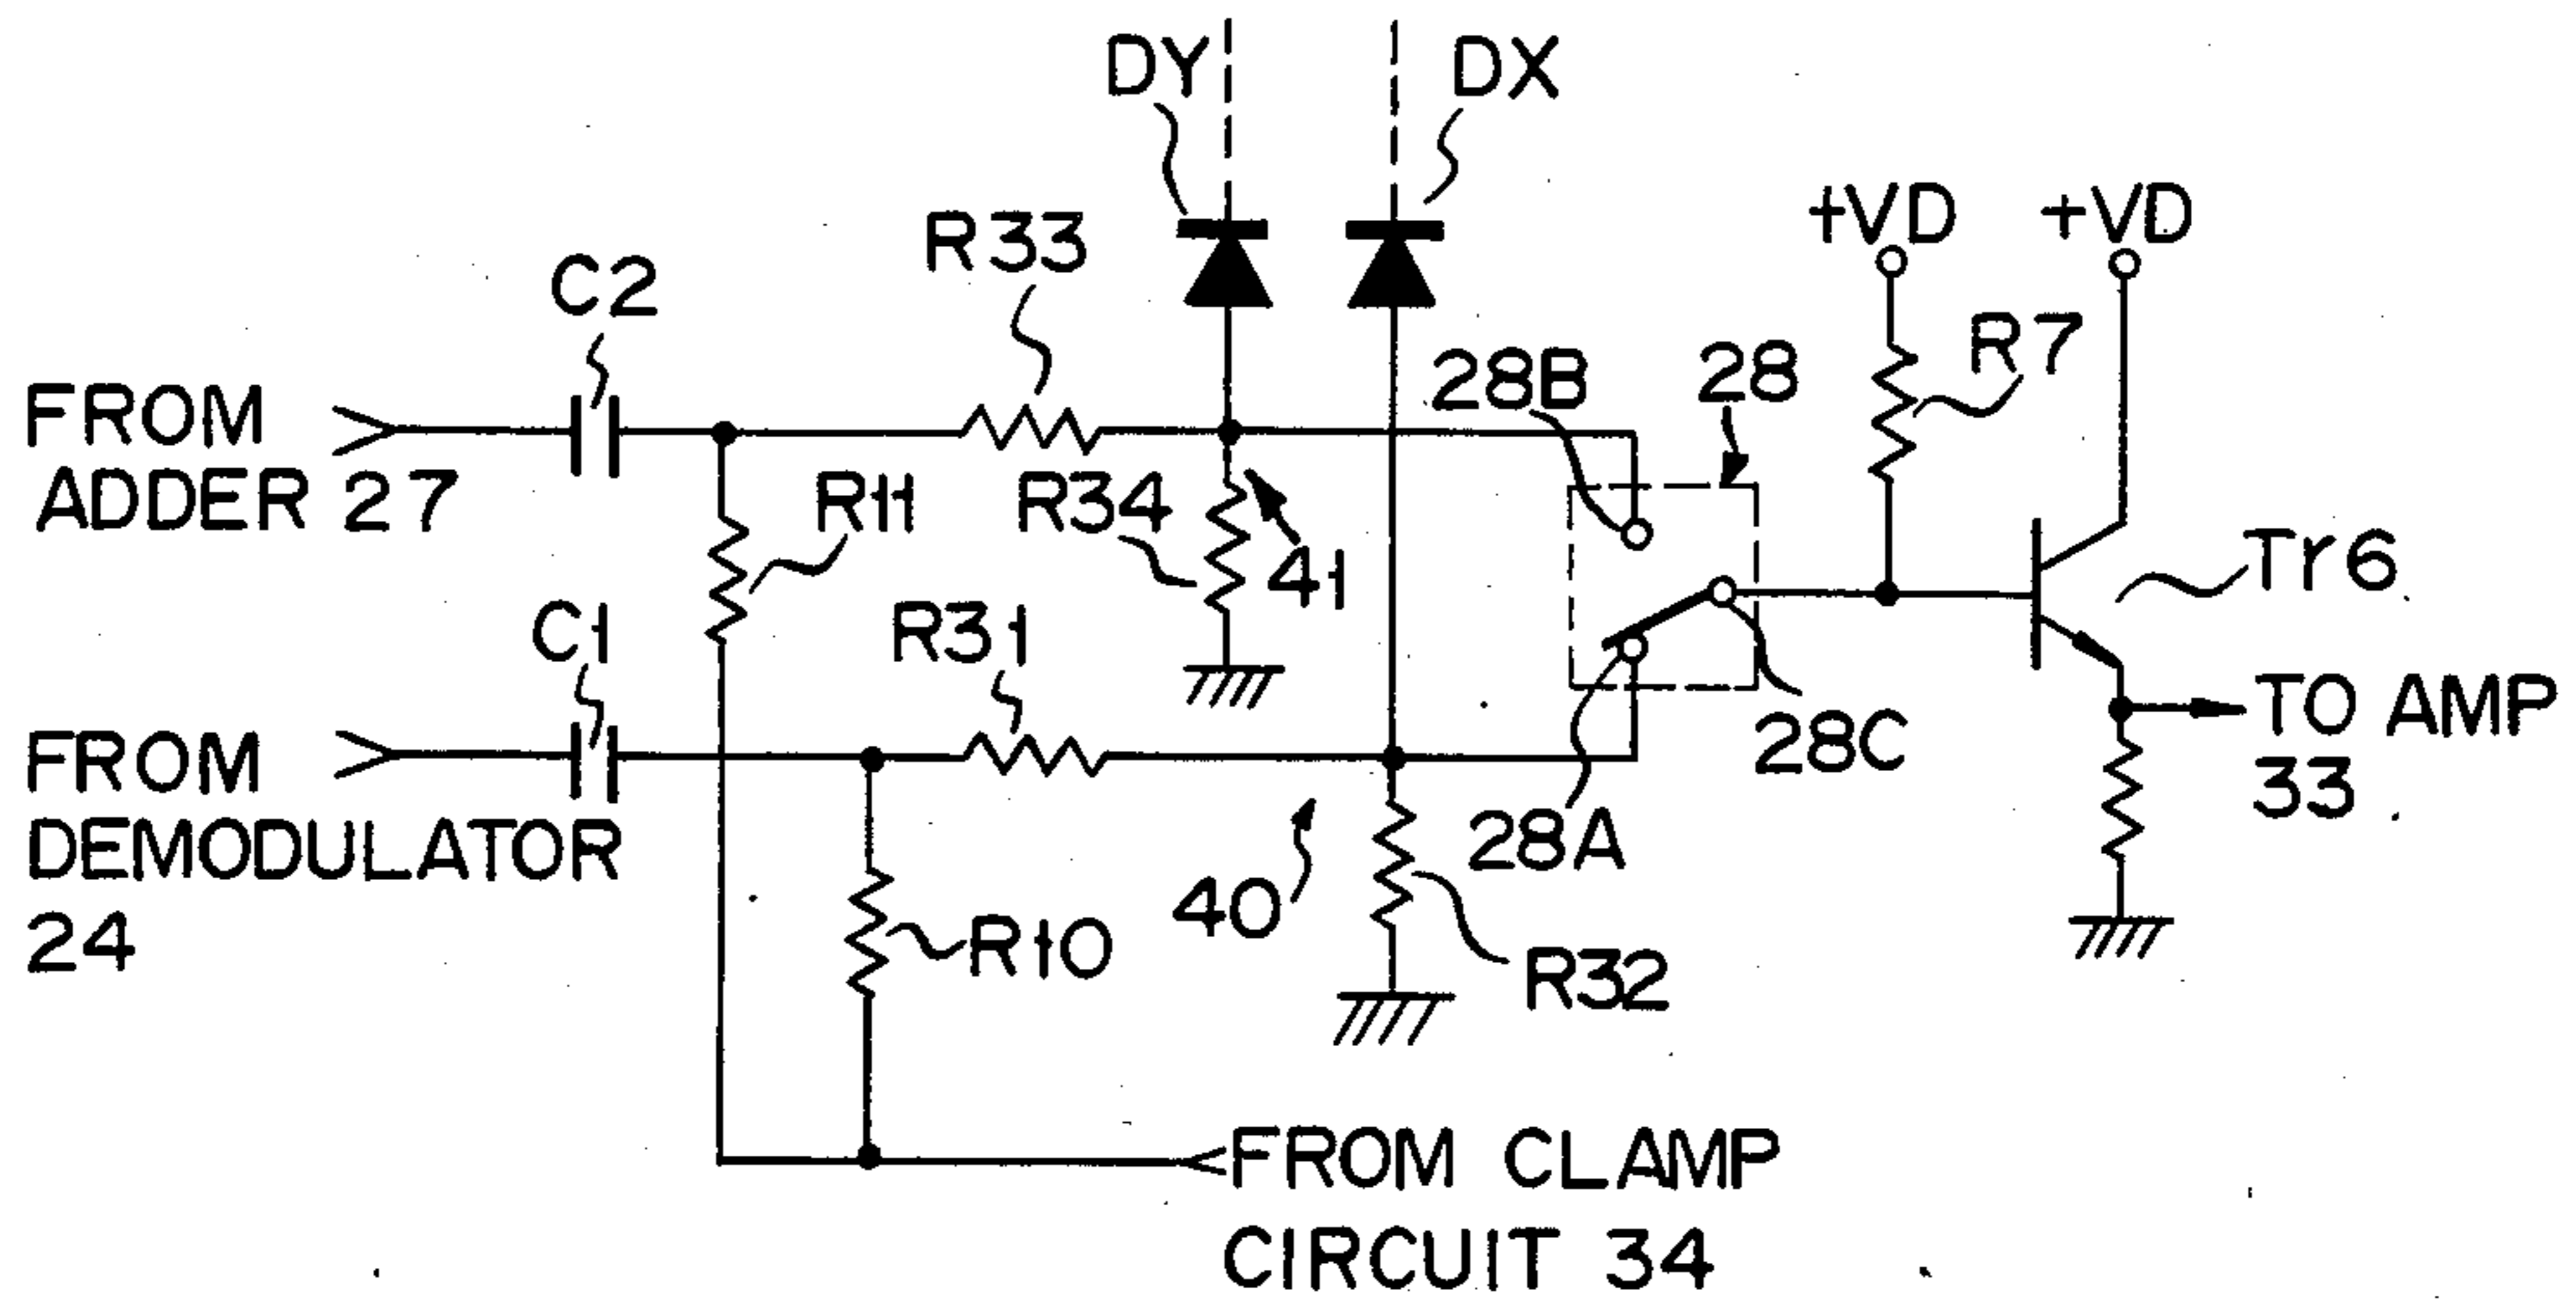 DY
DX
+VD
+VD
R33
C2
R7
28B
28
FROM
ADDER 27
R11
R34
41
Tr6
C1
R31
TO AMP
33
28C
FROM
DEMODULATOR
24
28A
40
R10
R32
FROM CLAMP
CIRCUIT 34